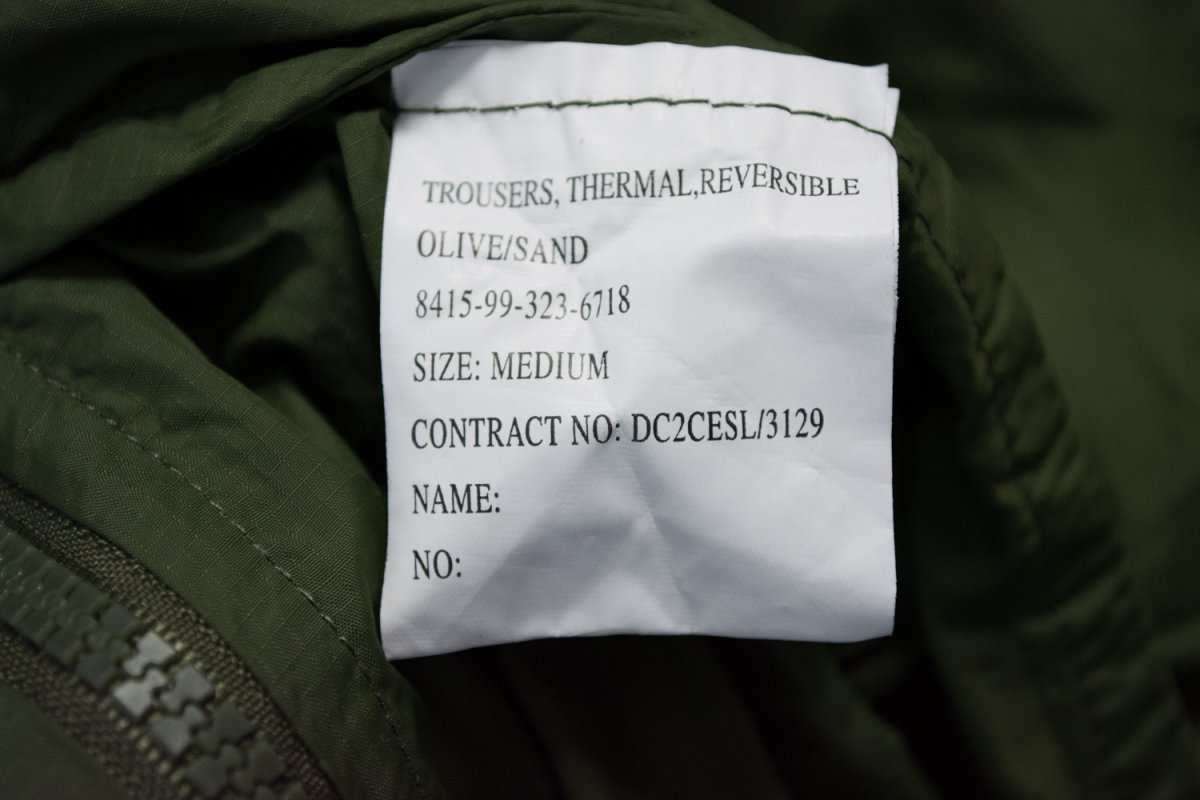 TROUSERS, THERMAL,REVERSIBLE
OLIVE/SAND
8415-99-323-6718
SIZE: MEDIUM
CONTRACT NO: DC2CESL/3129
NAME:
NO: